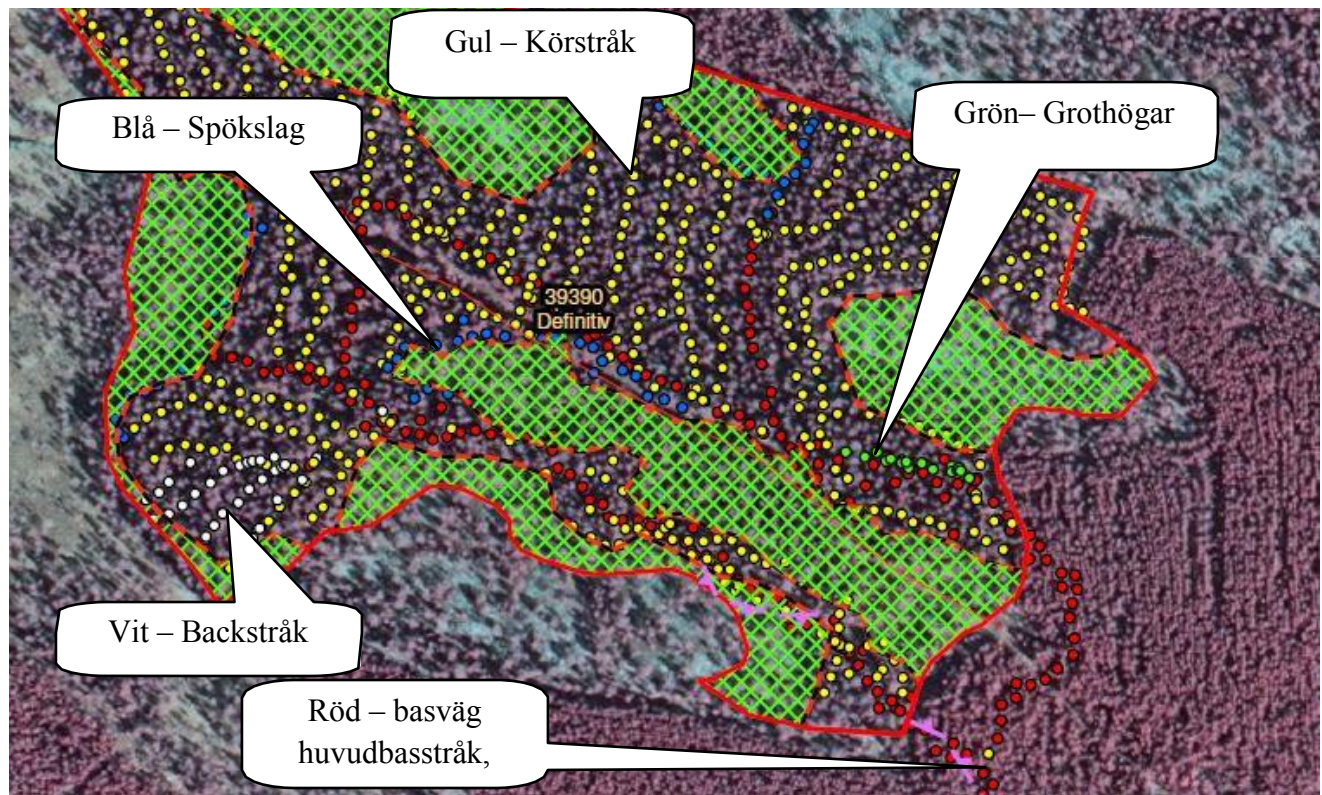 Gul – Körstråk
Blå – Spökslag
Grön– Grothögar
39390
Definitiv
Vit – Backstråk
Röd – basväg
huvudbasstråk,